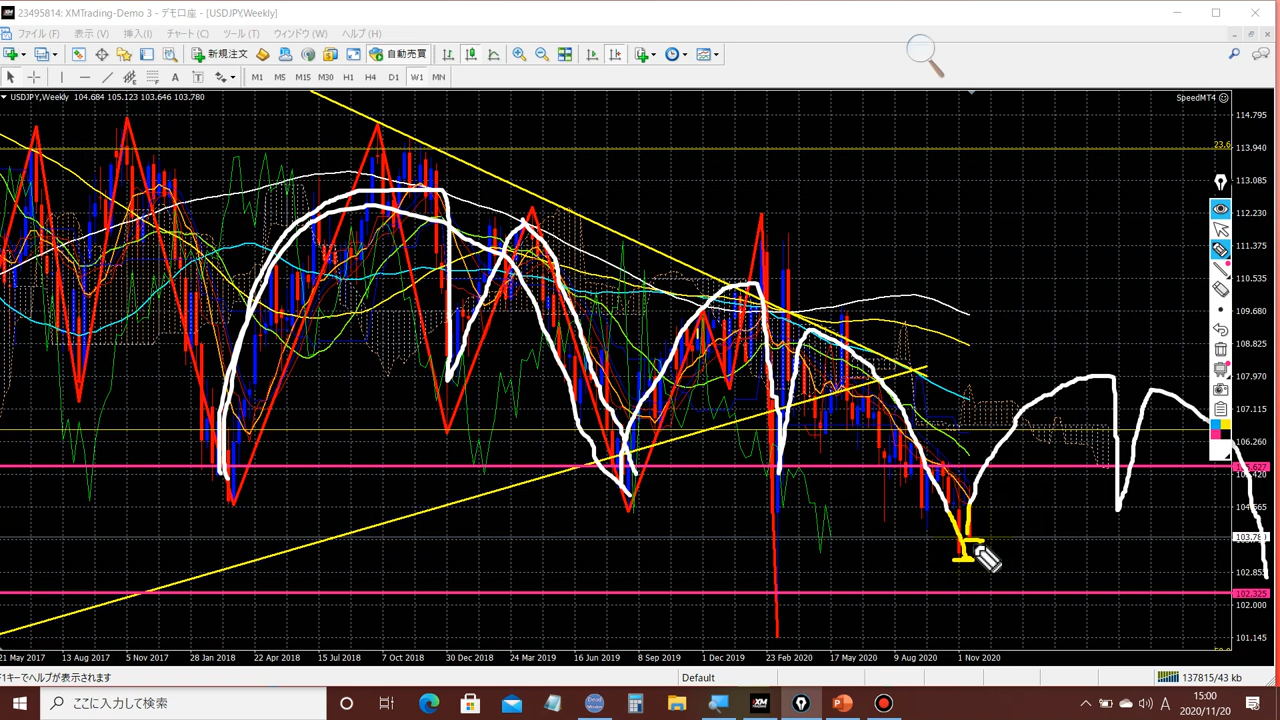 23495814: XMTrading-Demo 3 - デモ口座 - [USDJPY,Weekly]
ファイル (F) 表示 (V) 挿入(I) チャート (C) ツール (T) ウィンドウ (W) ヘルプ (H)
新規注文 自動売買
A T M1 M5 M15 M30 H1 H4 D1 W1 MN
USDJPY,Weekly 104.684 105.123 103.646 103.780
SpeedMT4
114.795
23.6
113.940
113.085
112.230
111.375
110.535
109.680
108.825
107.970
107.115
106.260
105.420
104.565
103.780
102.855
102.325
102.000
101.145
21 May 2017 13 Aug 2017 5 Nov 2017 28 Jan 2018 22 Apr 2018 15 Jul 2018 7 Oct 2018 30 Dec 2018 24 Mar 2019 16 Jun 2019 8 Sep 2019 1 Dec 2019 23 Feb 2020 17 May 2020 9 Aug 2020 1 Nov 2020
F1キーでヘルプが表示されます Default 137815/43 kb
ここに入力して検索
XM
A
15:00
2020/11/20